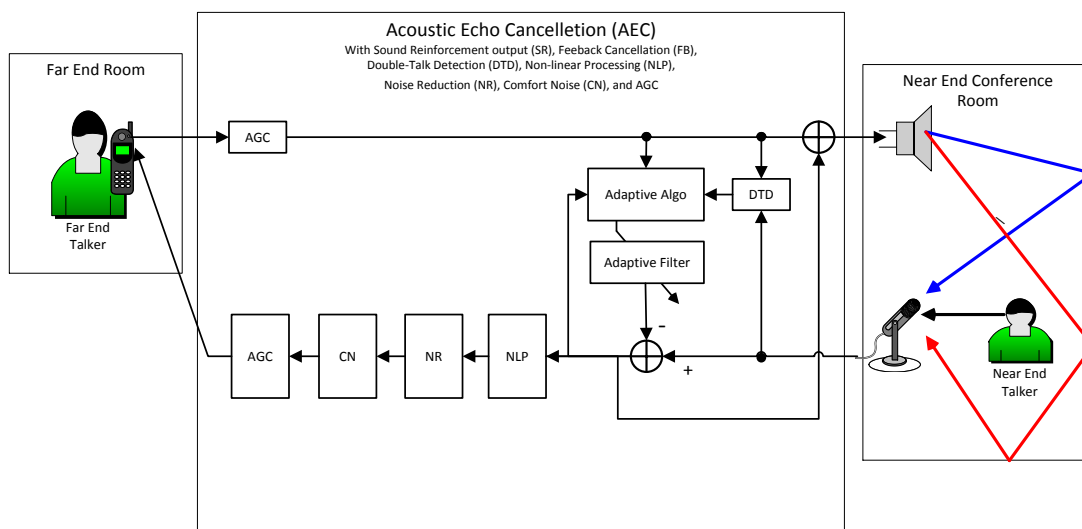 Acoustic Echo Cancelletion (AEC)
With Sound Reinforcement output (SR), Feeback Cancellation (FB),
Double-Talk Detection (DTD), Non-linear Processing (NLP),
Noise Reduction (NR), Comfort Noise (CN), and AGC
Far End Room
Near End Conference
Room
AGC
Adaptive Algo
DTD
Far End
Talker
Adaptive Filter
-
+
AGC
CN
NR
NLP
Near End
Talker